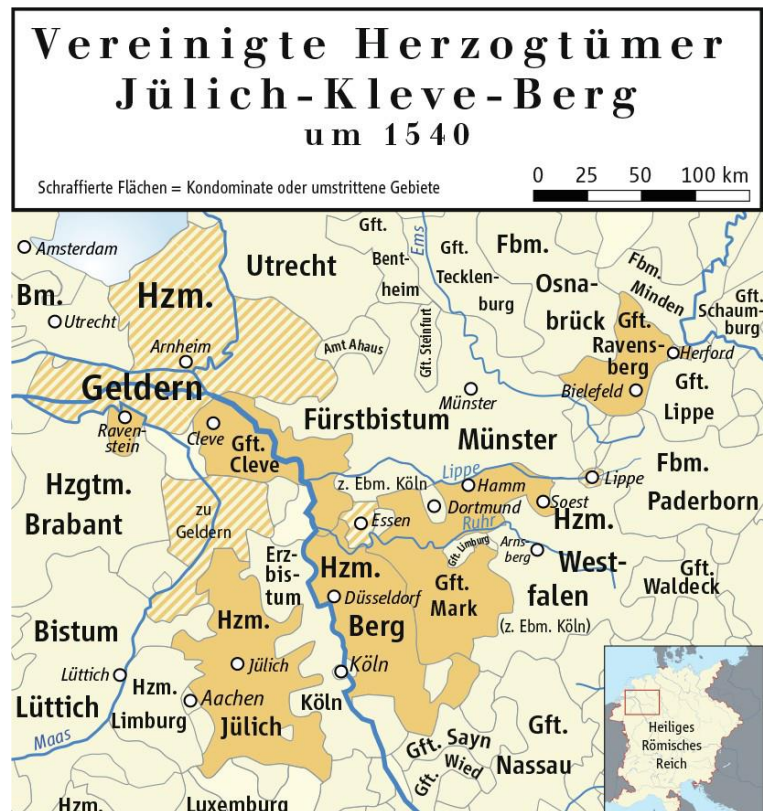 Vereinigte Herzogtümer
Jülich-Kleve-Berg
um 1540
Schraffierte Flächen = Kondominate oder umstrittene Gebiete
0 25 50 100 km
Amsterdam
Utrecht
Gft.
Bent-
heim
Ems
Gft.
Tecklen-
burg
Fbm.
Osna-
brück
Fbm.
Minden
Gft.
Schaum-
burg
Bm.
Utrecht
Hzm.
Geldern
Arnheim
Amt Ahaus
Gft. Steinfurt
Gft.
Ravens-
berg
Herford
Bielefeld
Gft.
Lippe
Münster
Raven-
stein
Cleve
Gft.
Cleve
Fürstbistum
Münster
Lippe
z. Ebm. Köln
Hamm
Lippe
Fbm.
Paderborn
Hzgtm.
Brabant
zu
Geldern
Essen
Dortmund
Ruhr
Soest
Hzm.
West-
falen
(z. Ebm. Köln)
Gft. Limburg
Arns-
berg
Gft.
Waldeck
Erz-
bis-
tum
Köln
Hzm.
Berg
Düsseldorf
Gft.
Mark
Hzm.
Jülich
Jülich
Köln
Bistum
Lüttich
Lüttich
Maas
Hzm.
Limburg
Aachen
Gft. Sayn
Gft. Wied
Gft.
Nassau
Hzm.
Luxemburg
Heiliges
Römisches
Reich